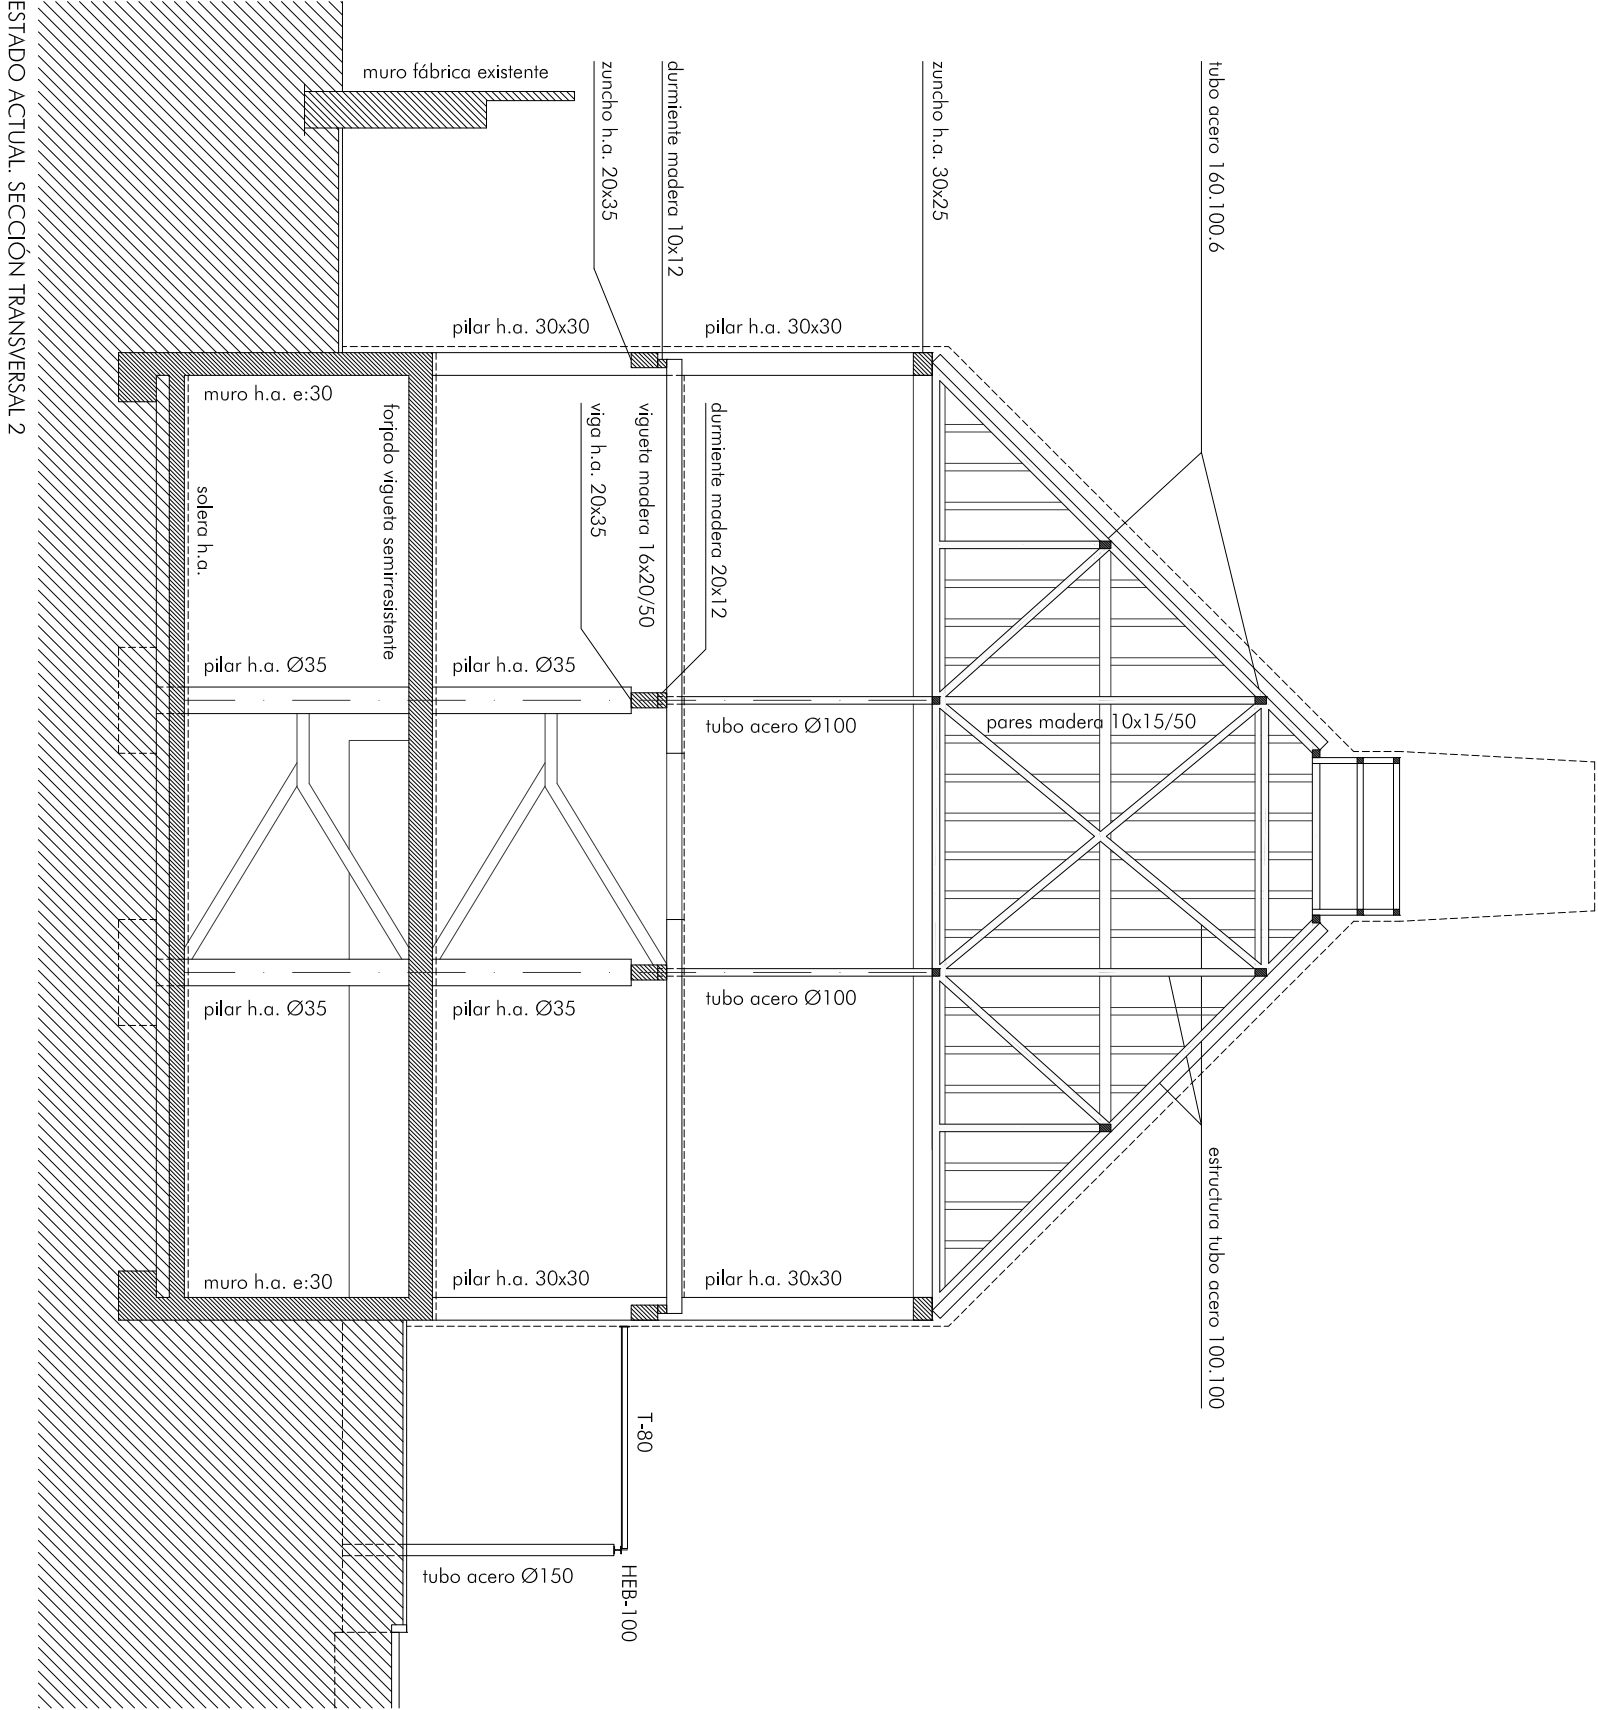 tubo acero 160.100.6
estructura tubo acero 100.100
pares madera 10x15/50
zuncho h.a. 30x25
pilar h.a. 30x30
tubo acero Ø100
tubo acero Ø100
pilar h.a. 30x30
durmiente madera 20x12
durmiente madera 10x12
vigueta madera 16x20/50
zuncho h.a. 20x35
viga h.a. 20x35
T-80
HEB-100
muro fábrica existente
pilar h.a. 30x30
pilar h.a. Ø35
pilar h.a. Ø35
pilar h.a. 30x30
tubo acero Ø150
forjado vigueta semirresistente
muro h.a. e:30
pilar h.a. Ø35
pilar h.a. Ø35
muro h.a. e:30
solera h.a.
ESTADO ACTUAL. SECCIÓN TRANSVERSAL 2